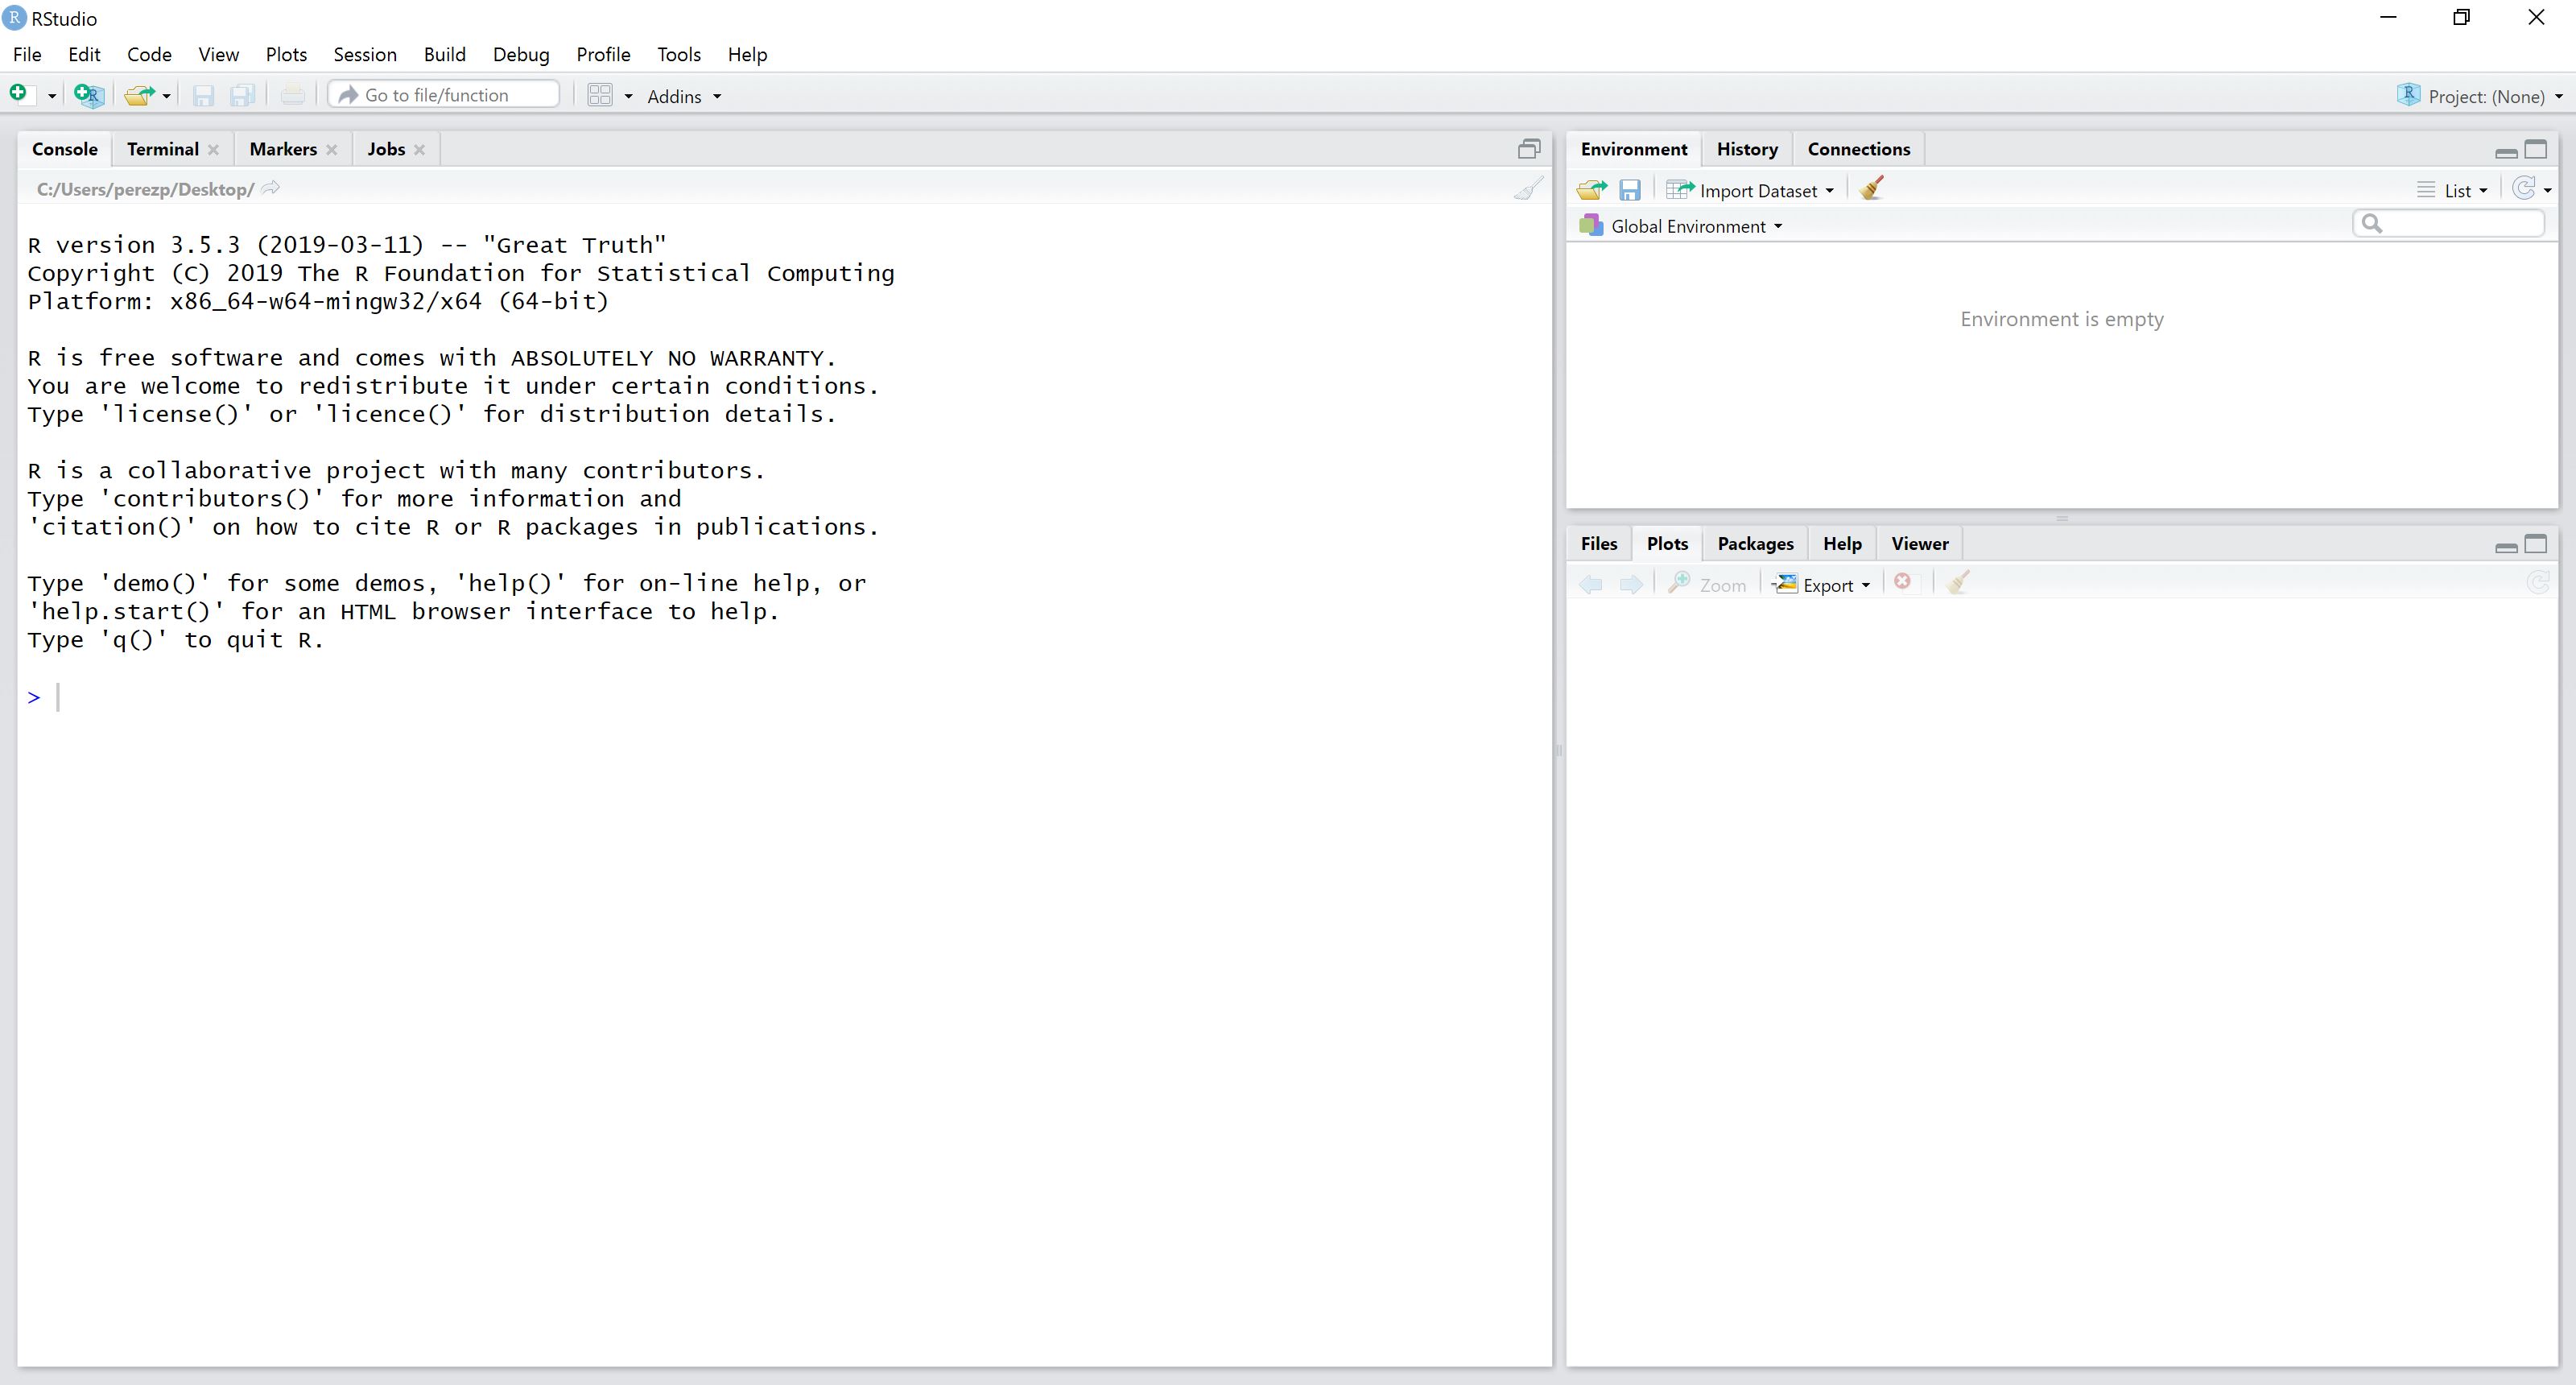 RStudio
File Edit Code View Plots Session Build Debug Profile Tools Help
Go to file/function Addins Project: (None)
Console Terminal Markers Jobs
C:/Users/perezp/Desktop/
R version 3.5.3 (2019-03-11) -- "Great Truth"
Copyright (C) 2019 The R Foundation for Statistical Computing
Platform: x86_64-w64-mingw32/x64 (64-bit)
R is free software and comes with ABSOLUTELY NO WARRANTY.
You are welcome to redistribute it under certain conditions.
Type 'license()' or 'licence()' for distribution details.
R is a collaborative project with many contributors.
Type 'contributors()' for more information and
'citation()' on how to cite R or R packages in publications.
Type 'demo()' for some demos, 'help()' for on-line help, or
'help.start()' for an HTML browser interface to help.
Type 'q()' to quit R.
>
Environment History Connections
Import Dataset List
Global Environment
Environment is empty
Files Plots Packages Help Viewer
Zoom Export